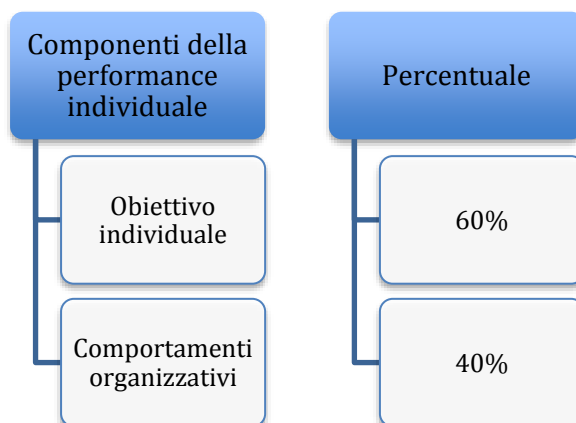 Componenti della
performance
individuale
Percentuale
Obiettivo
individuale
60%
Comportamenti
organizzativi
40%